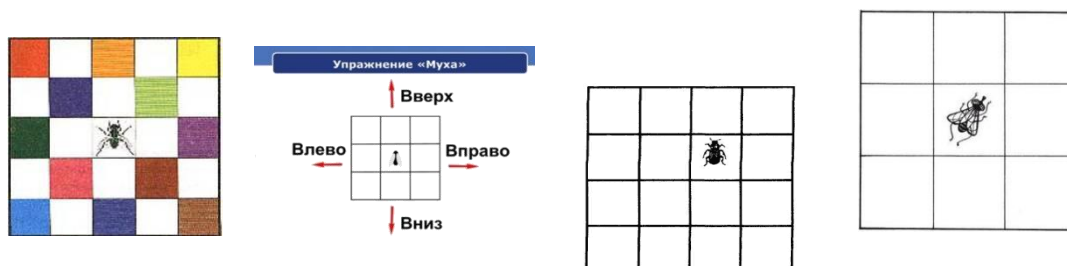 Упражнение «Муха»
Вверх
Влево
Вправо
Вниз